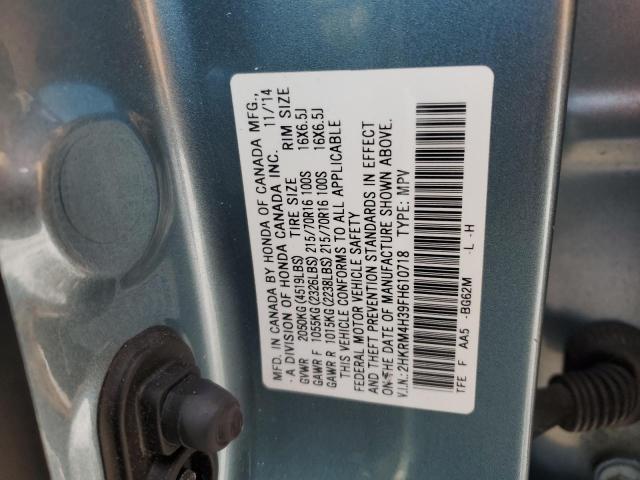 MFD. IN CANADA BY HONDA OF CANADA MFG.,
- A DIVISION OF HONDA CANADA INC. 11/'14
GVWR 2050KG (4519LBS) TIRE SIZE RIM SIZE
GAWR F 1055KG (2326LBS) 215/70R16 100S 16X6.5J
GAWR R 1015KG (2238LBS) 215/70R16 100S 16X6.5J
THIS VEHICLE CONFORMS TO ALL APPLICABLE
FEDERAL MOTOR VEHICLE SAFETY
AND THEFT PREVENTION STANDARDS IN EFFECT
ON THE DATE OF MANUFACTURE SHOWN ABOVE.
V.I.N.: 2HKRM4H39FH610718 TYPE: MPV
TFE F AA5 -BG62M -L -H